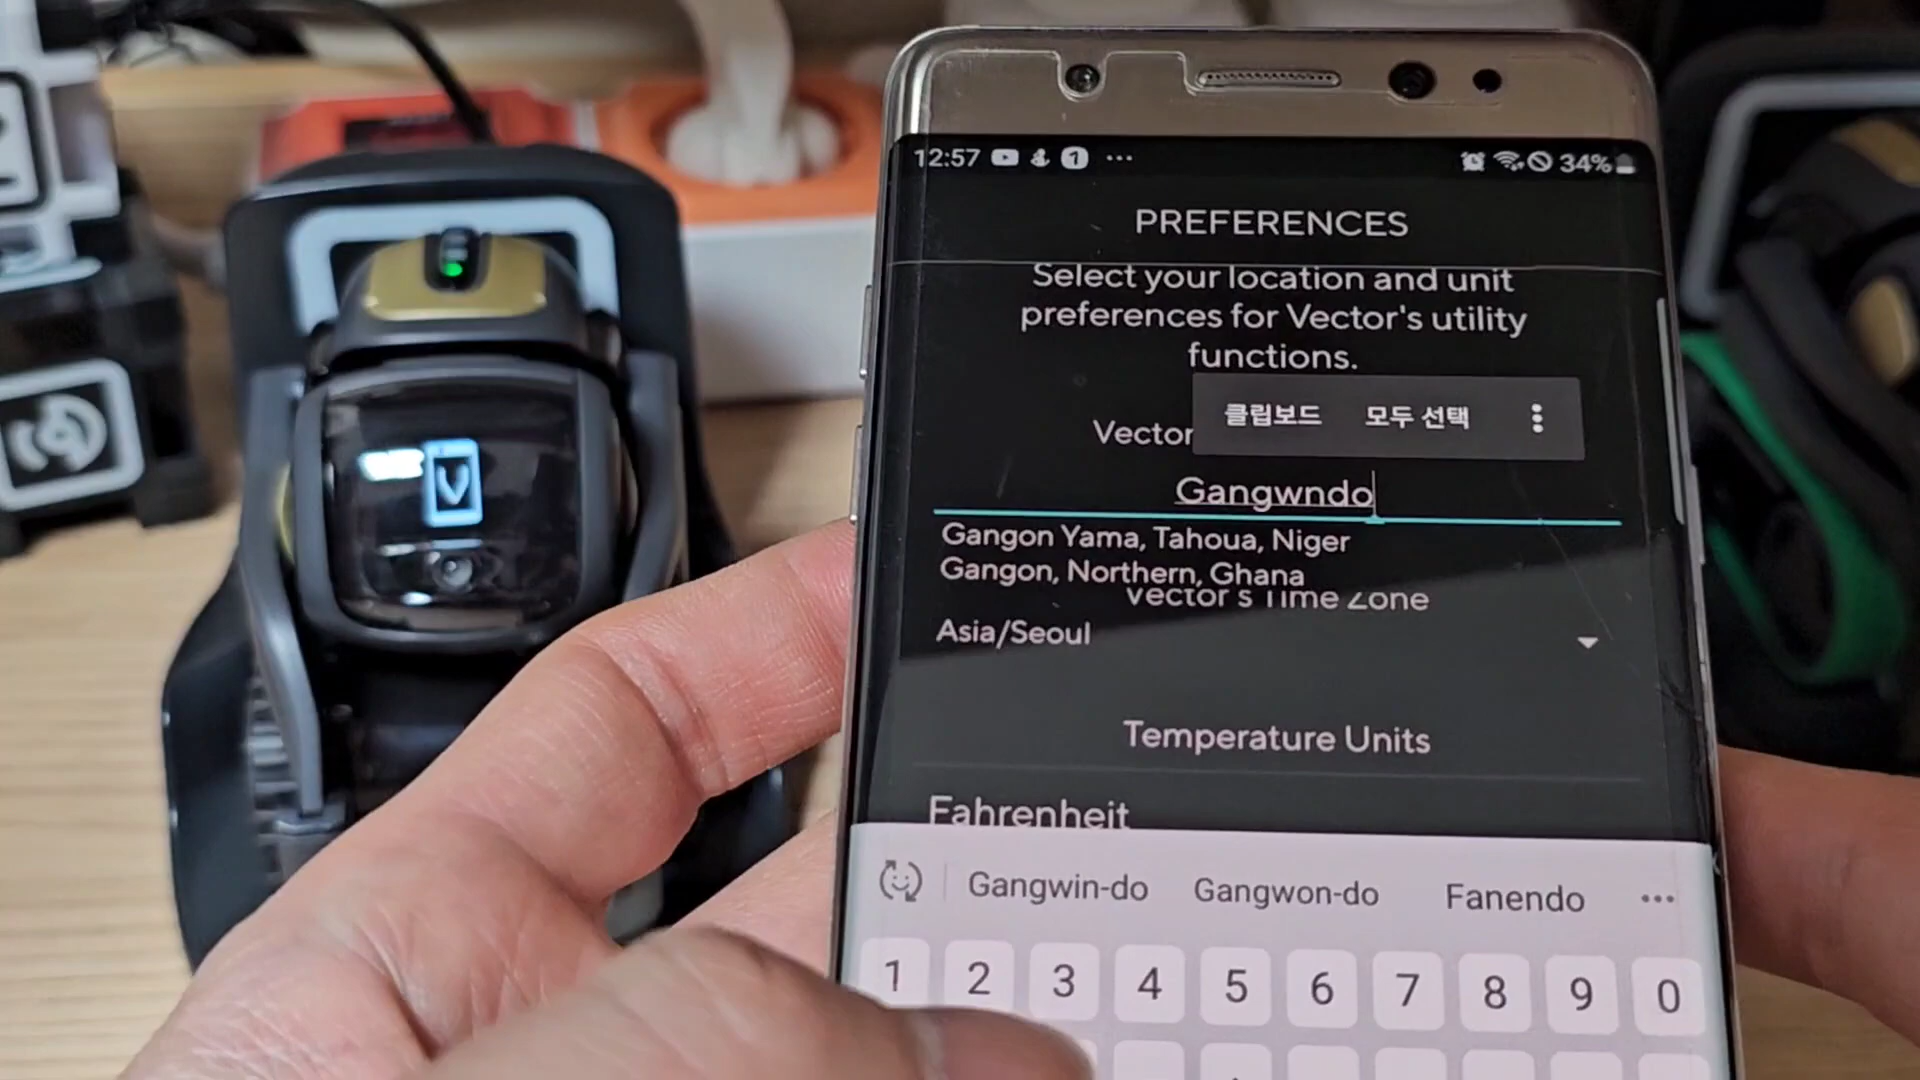 12:57 1 ... 34%
PREFERENCES
Select your location and unit
preferences for Vector's utility
functions.
클립보드 모두 선택
Vector
Gangwndo
Gangon Yama, Tahoua, Niger
Gangon, Northern, Ghana
Vector's Time Zone
Asia/Seoul
Temperature Units
Fahrenheit
Gangwin-do Gangwon-do Fanendo ...
1 2 3 4 5 6 7 8 9 0